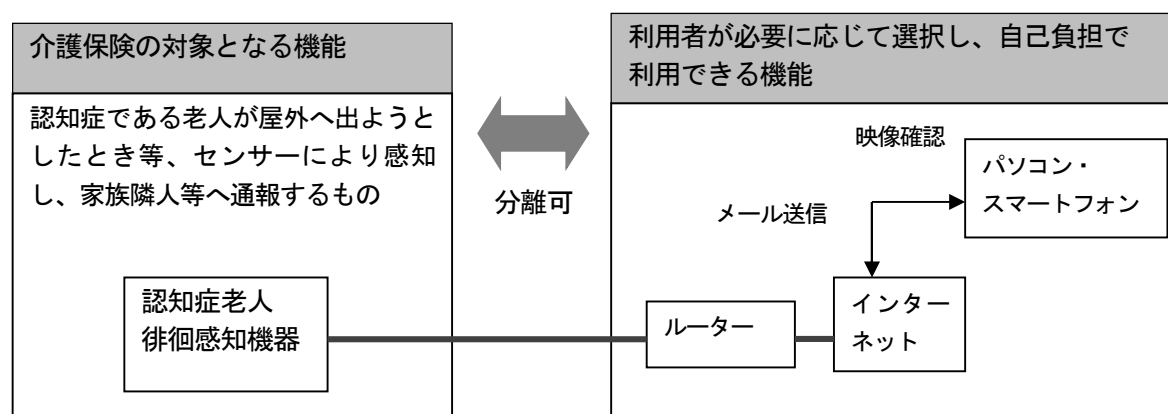 介護保険の対象となる機能
認知症である老人が屋外へ出ようと
したとき等、センサーにより感知
し、家族隣人等へ通報するもの
認知症老人
徘徊感知機器
分離可
利用者が必要に応じて選択し、自己負担で
利用できる機能
映像確認
パソコン・
スマートフォン
メール送信
ルーター
インター
ネット